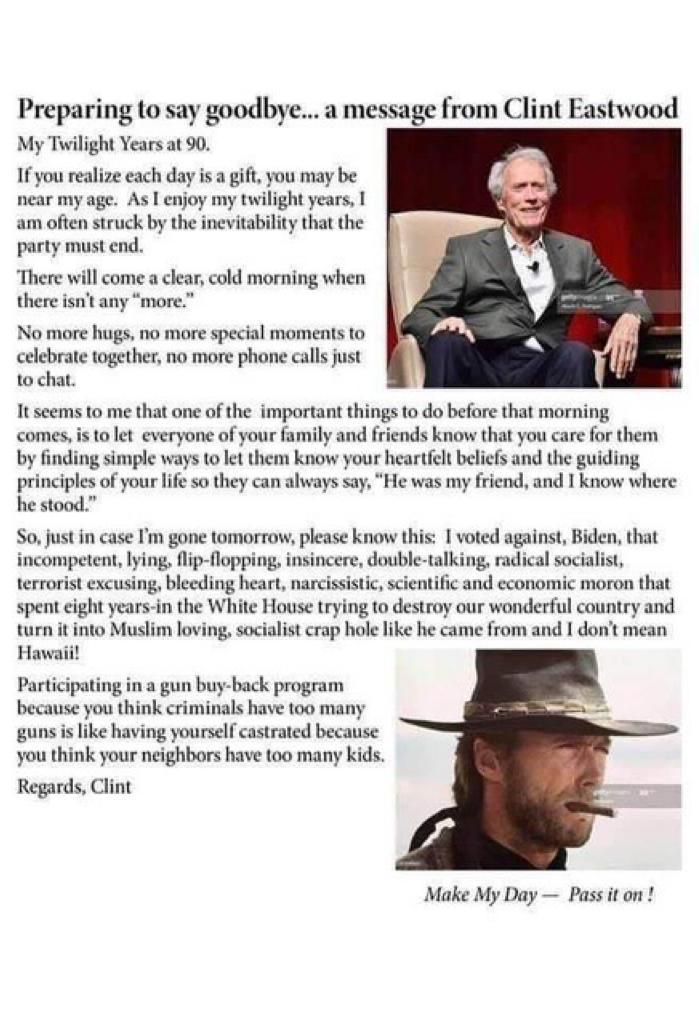 Preparing to say goodbye... a message from Clint Eastwood
My Twilight Years at 90.
If you realize each day is a gift, you may be
near my age. As I enjoy my twilight years, I
am often struck by the inevitability that the
party must end.
There will come a clear, cold morning when
there isn't any “more.”
No more hugs, no more special moments to
celebrate together, no more phone calls just
to chat.
It seems to me that one of the important things to do before that morning
comes, is to let everyone of your family and friends know that you care for them
by finding simple ways to let them know your heartfelt beliefs and the guiding
principles of your life so they can always say, “He was my friend, and I know where
he stood.”
So, just in case I'm gone tomorrow, please know this: I voted against, Biden, that
incompetent, lying, flip-flopping, insincere, double-talking, radical socialist,
terrorist excusing, bleeding heart, narcissistic, scientific and economic moron that
spent eight years-in the White House trying to destroy our wonderful country and
turn it into Muslim loving, socialist crap hole like he came from and I don't mean
Hawaii!
Participating in a gun buy-back program
because you think criminals have too many
guns is like having yourself castrated because
you think your neighbors have too many kids.
Regards, Clint
Make My Day — Pass it on !